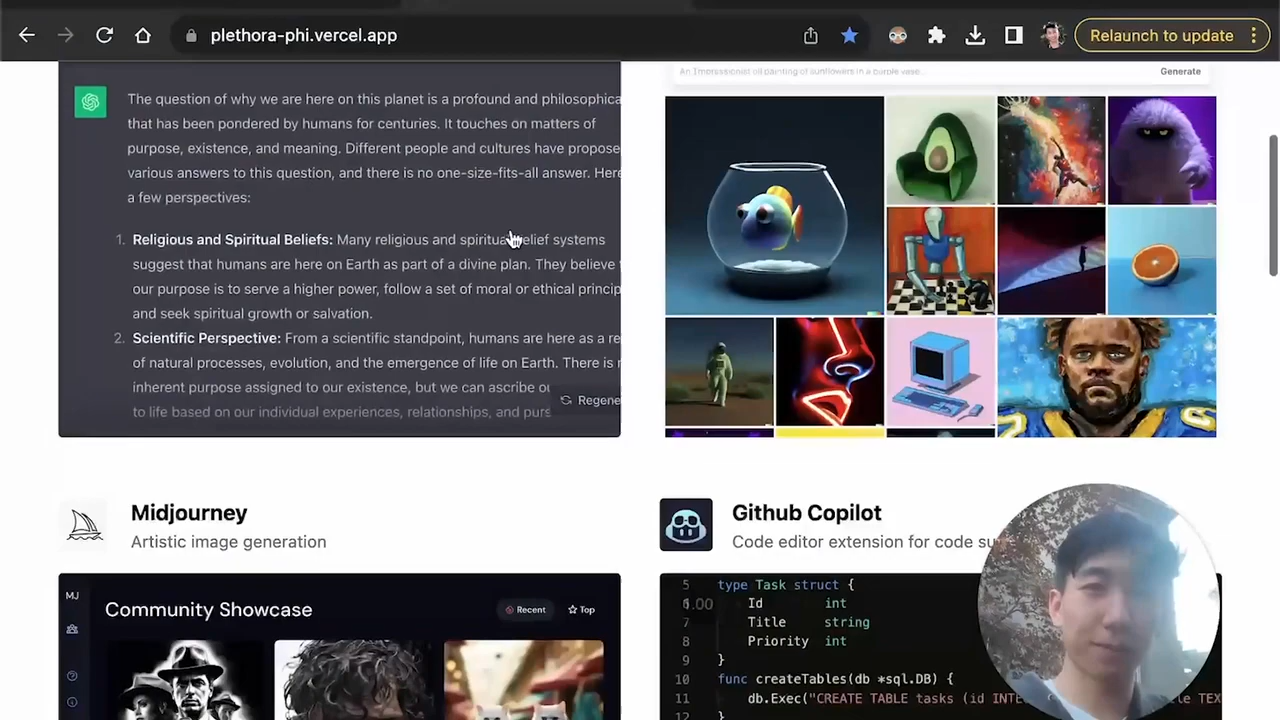 plethora-phi.vercel.app
Relaunch to update
An Impressionist oil painting of sunflowers in a purple vase.
Generate
The question of why we are here on this planet is a profound and philosophica
that has been pondered by humans for centuries. It touches on matters of
purpose, existence, and meaning. Different people and cultures have propose
various answers to this question, and there is no one-size-fits-all answer. Here
a few perspectives:
1. Religious and Spiritual Beliefs: Many religious and spiritual belief systems
suggest that humans are here on Earth as part of a divine plan. They believe
our purpose is to serve a higher power, follow a set of moral or ethical princip
and seek spiritual growth or salvation.
2. Scientific Perspective: From a scientific standpoint, humans are here as a re
of natural processes, evolution, and the emergence of life on Earth. There is
inherent purpose assigned to our existence, but we can ascribe
to life based on our individual experiences, relationships, and purs
Regene
Midjourney
Artistic image generation
Github Copilot
Code editor extension for code su
MJ
Community Showcase
Recent
Top
5 type Task struct {
6 Id int
7 Title string
8 Priority int
9 }
10 func createTables(db *sql.DB) {
11 db.Exec("CREATE TABLE tasks (id INTE
TEX
12